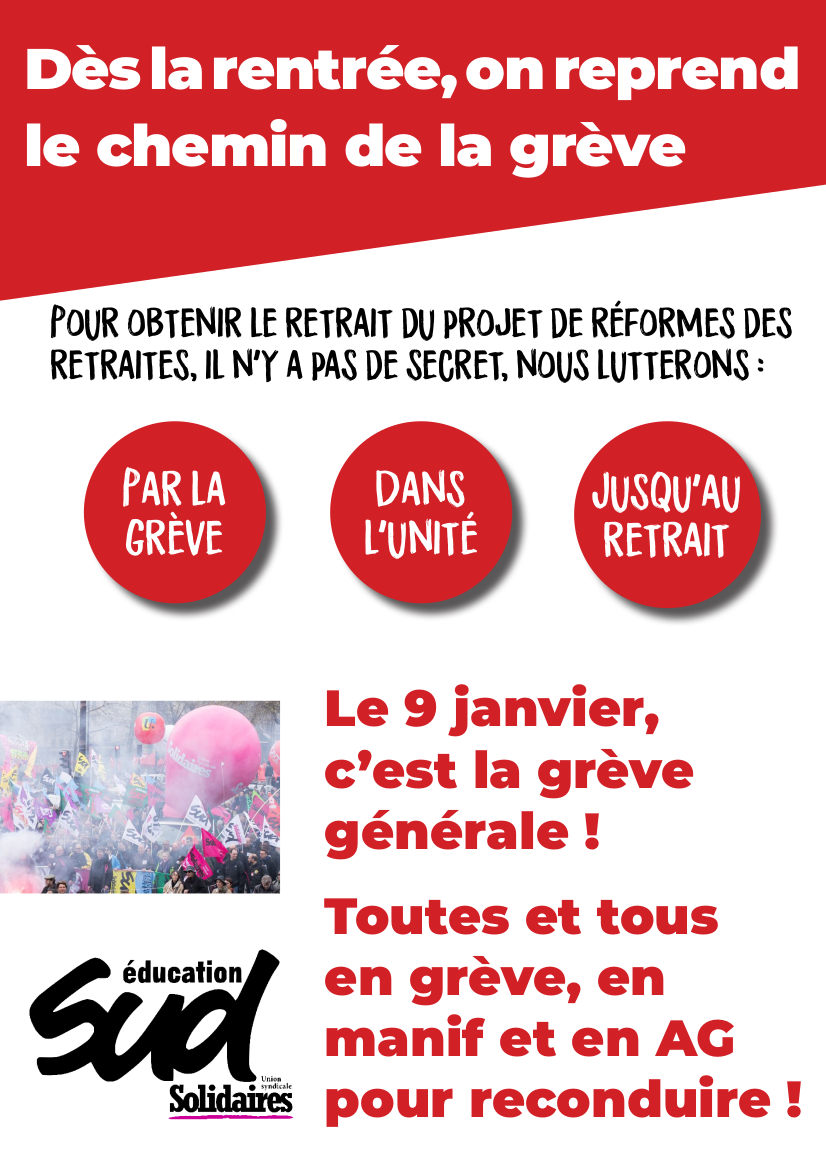 Dès la rentrée, on reprend
le chemin de la grève
POUR OBTENIR LE RETRAIT DU PROJET DE RÉFORMES DES
RETRAITES, IL N'Y A PAS DE SECRET, NOUS LUTTERONS :
PAR LA
GRÈVE
DANS
L'UNITÉ
JUSQU'AU
RETRAIT
Le 9 janvier,
c'est la grève
générale !
Toutes et tous
en grève, en
manif et en AG
pour reconduire !
Solidaires
Sud
éducation
Sud
Union
syndicale
Solidaires